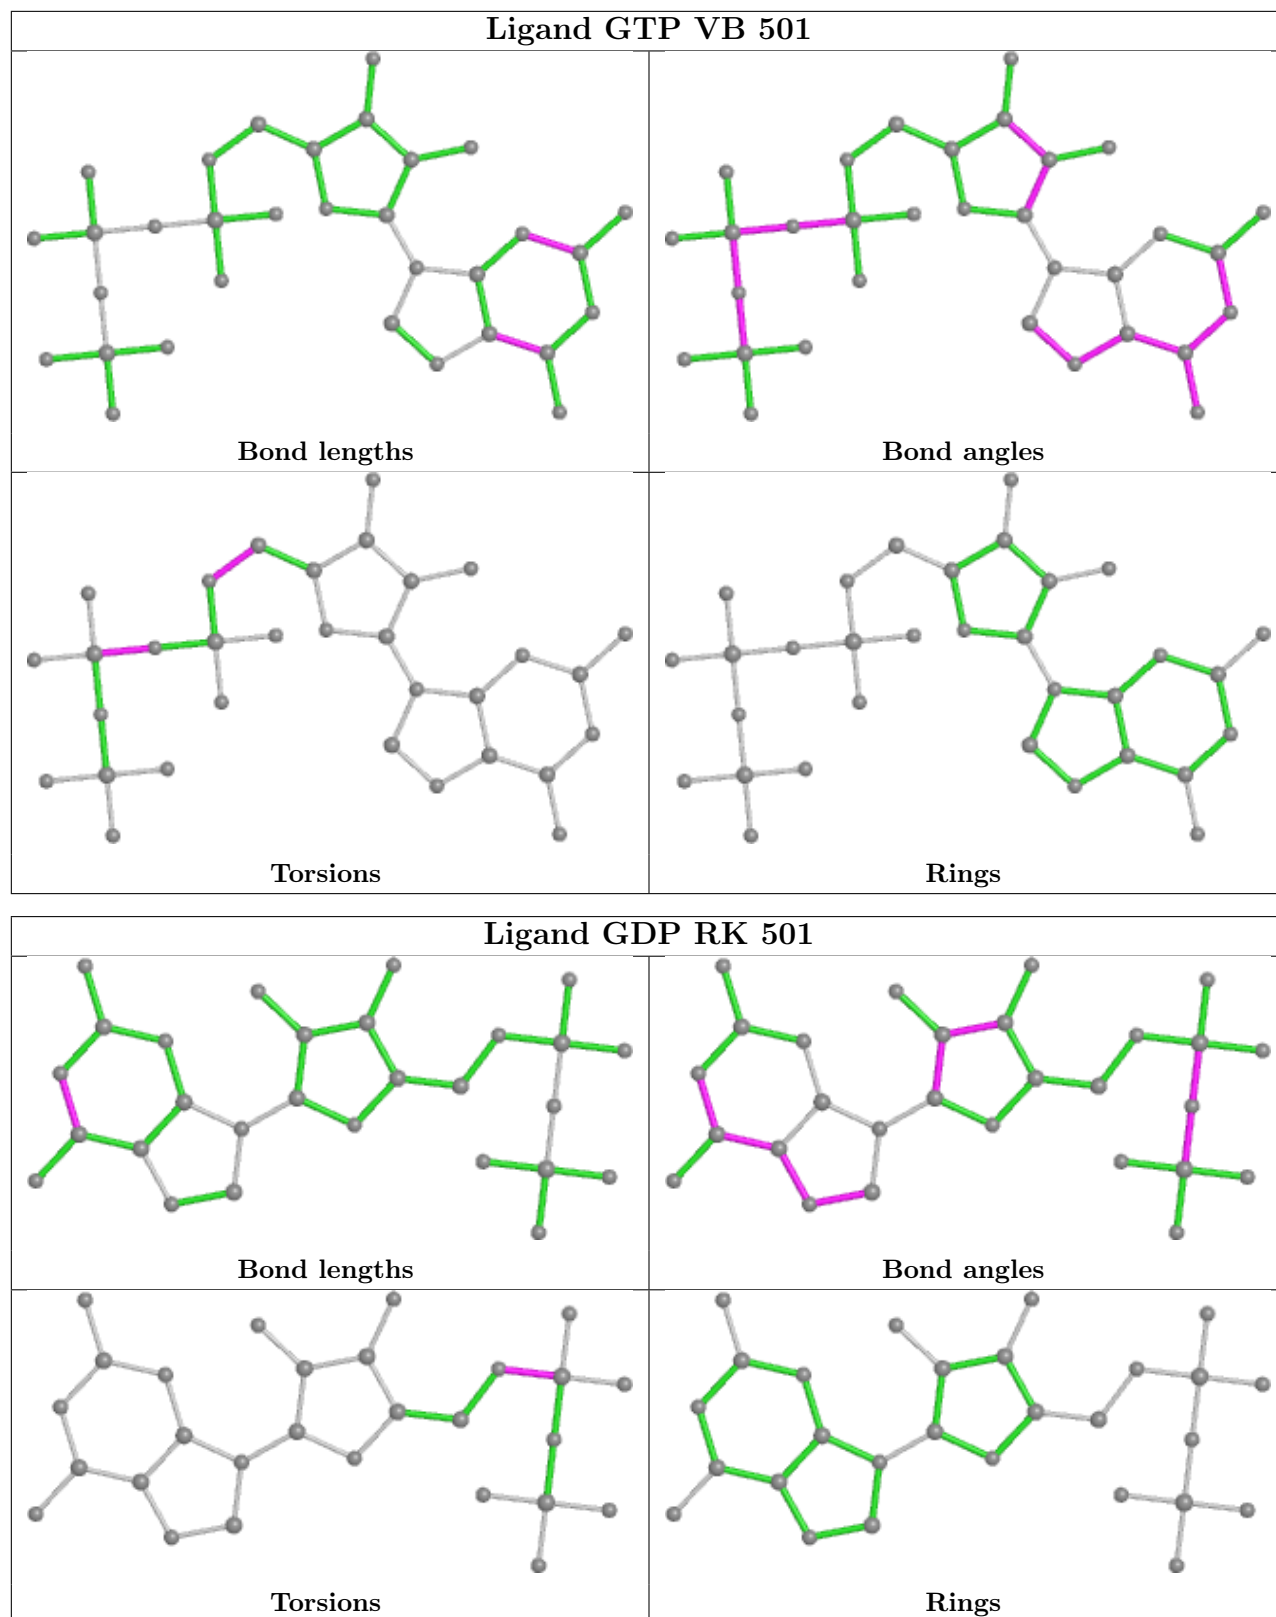 Ligand GTP VB 501
Bond lengths
Bond angles
Torsions
Rings
Ligand GDP RK 501
Bond lengths
Bond angles
Torsions
Rings